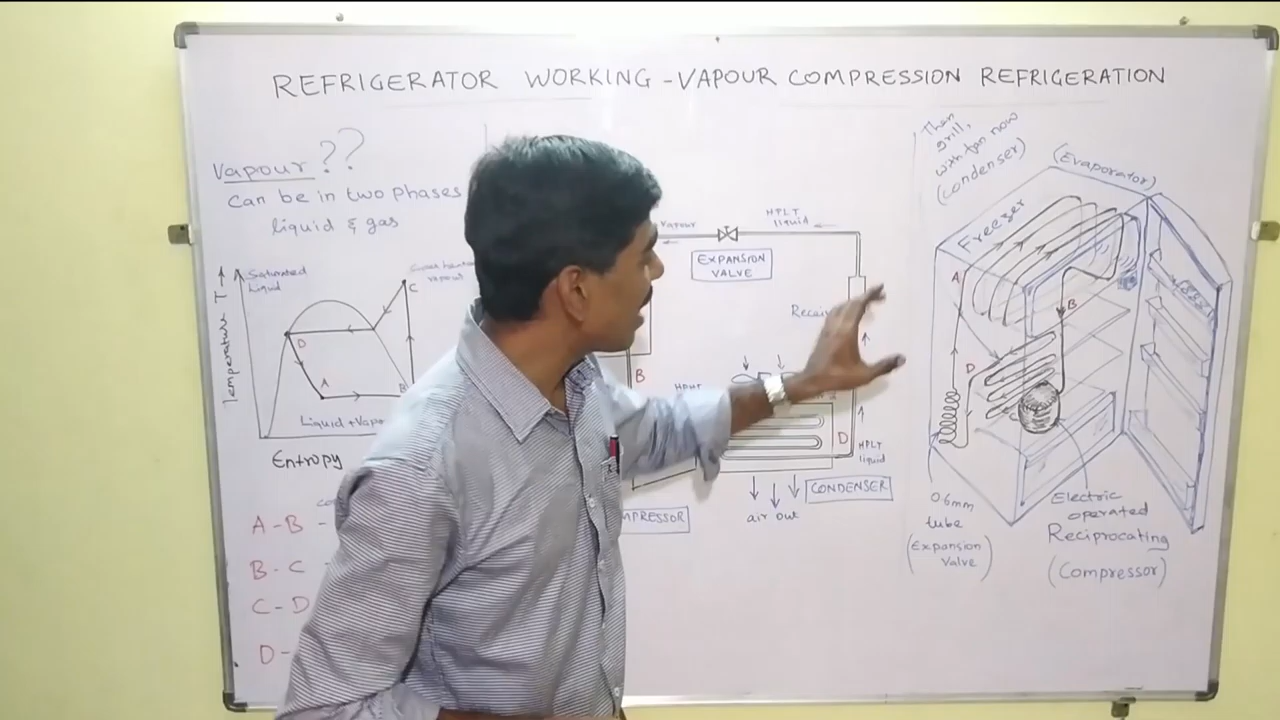 REFRIGERATOR WORKING - VAPOUR COMPRESSION REFRIGERATION
Vapour ??
can be in two phases
liquid & gas
Temperature T →
Saturated
Liquid
vapour
C
D
A
B
Liquid + Vapo
Entropy
A - B -
B - C
C - D
D -
vapour
HPLT
liquid
EXPANSION
VALVE
Recei
B
D
HPLT
liquid
CONDENSER
air out
MPRESSOR
Then
grill,
with fan now
(Condenser)
(Evaporator)
Freezer
A
B
D
0.6mm
tube
(Expansion
Valve)
Electric
operated
Reciprocating
(Compressor)